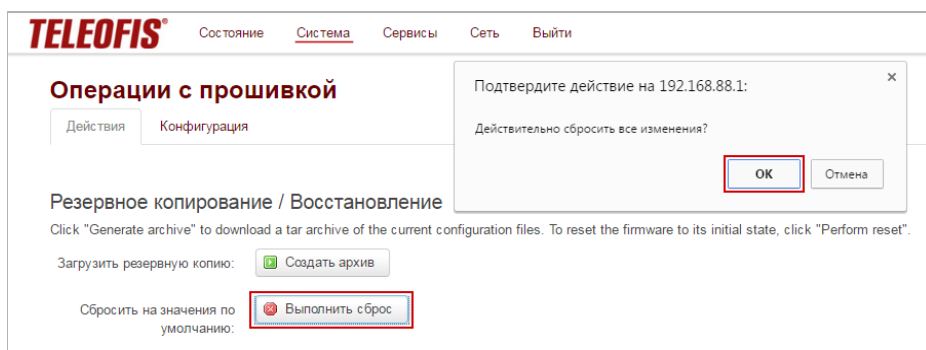 TELEOFIS®
Состояние Система Сервисы Сеть Выйти
Операции с прошивкой
Действия Конфигурация
Подтвердите действие на 192.168.88.1:
×
Действительно сбросить все изменения?
ОК Отмена
Резервное копирование / Восстановление
Click "Generate archive" to download a tar archive of the current configuration files. To reset the firmware to its initial state, click "Perform reset".
Загрузить резервную копию: Создать архив
Сбросить на значения по
умолчанию:
Выполнить сброс